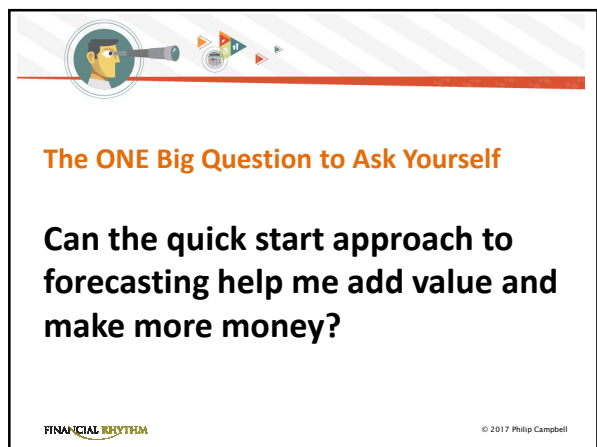 The ONE Big Question to Ask Yourself
Can the quick start approach to
forecasting help me add value and
make more money?
FINANCIAL RHYTHM
© 2017 Philip Campbell